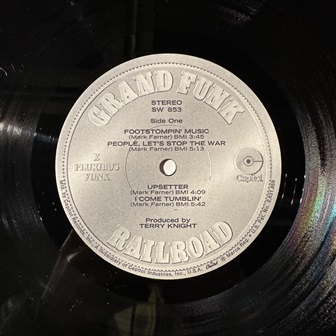 GRAND FUNK
STEREO
SW 853
Side One
FOOTSTOMPIN' MUSIC
(Mark Farner) BMI 3:45
PEOPLE, LET'S STOP THE WAR
(Mark Farner) BMI 5:13
E
PLURIBUS
FUNK
Capitol
UPSETTER
(Mark Farner) BMI 4:09
I COME TUMBLIN'
(Mark Farner) BMI 5:42
Produced by
TERRY KNIGHT
RAILROAD